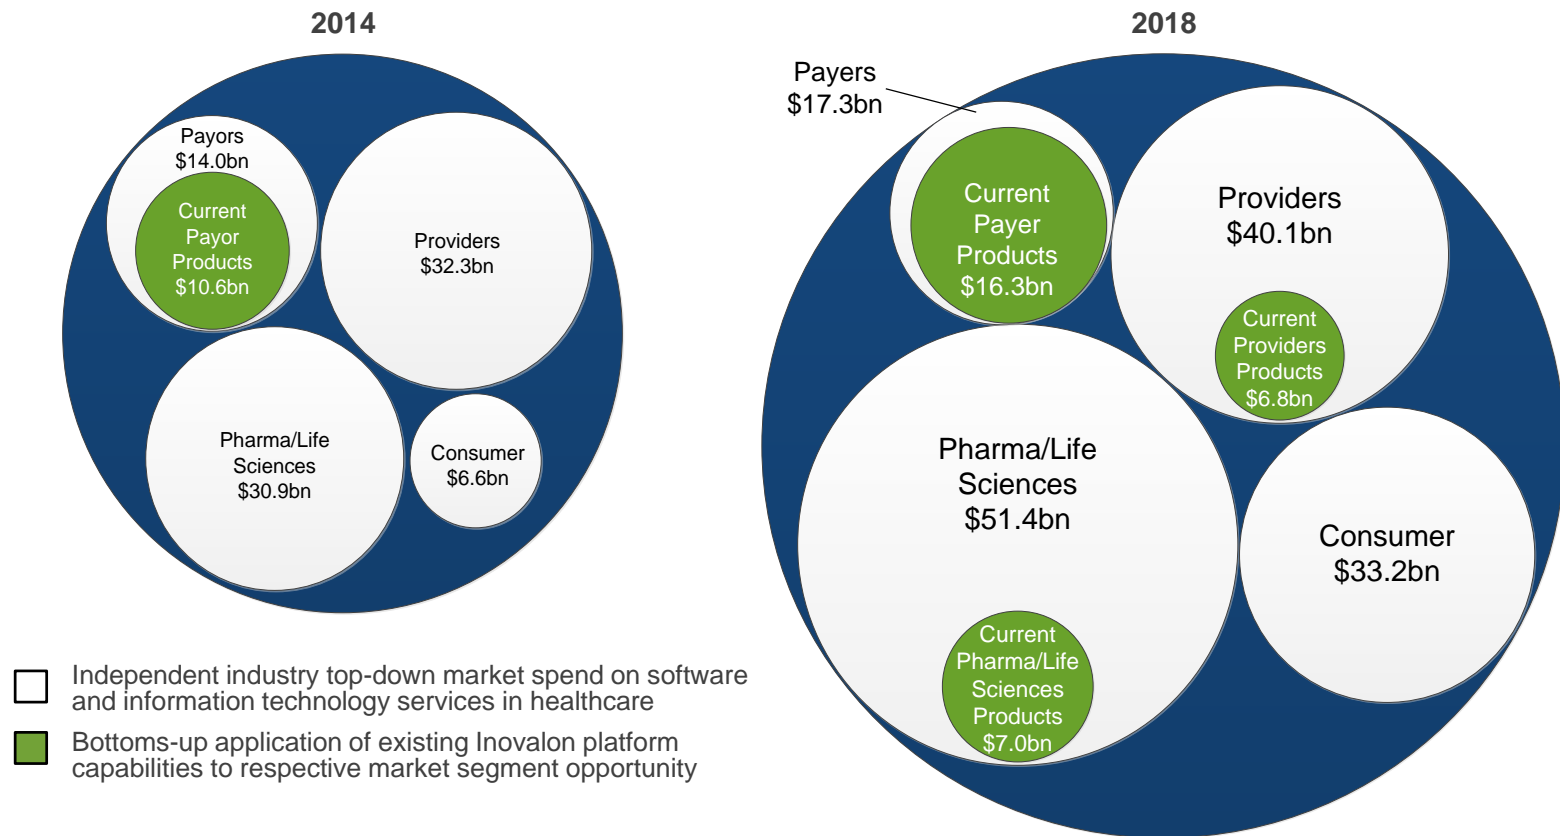 2014
Payors
$14.0bn
Current
Payor
Products
$10.6bn
Providers
$32.3bn
Pharma/Life
Sciences
$30.9bn
Consumer
$6.6bn
2018
Payers
$17.3bn
Current
Payer
Products
$16.3bn
Providers
$40.1bn
Current
Providers
Products
$6.8bn
Pharma/Life
Sciences
$51.4bn
Current
Pharma/Life
Sciences
Products
$7.0bn
Consumer
$33.2bn
Independent industry top-down market spend on software
and information technology services in healthcare
Bottoms-up application of existing Inovalon platform
capabilities to respective market segment opportunity